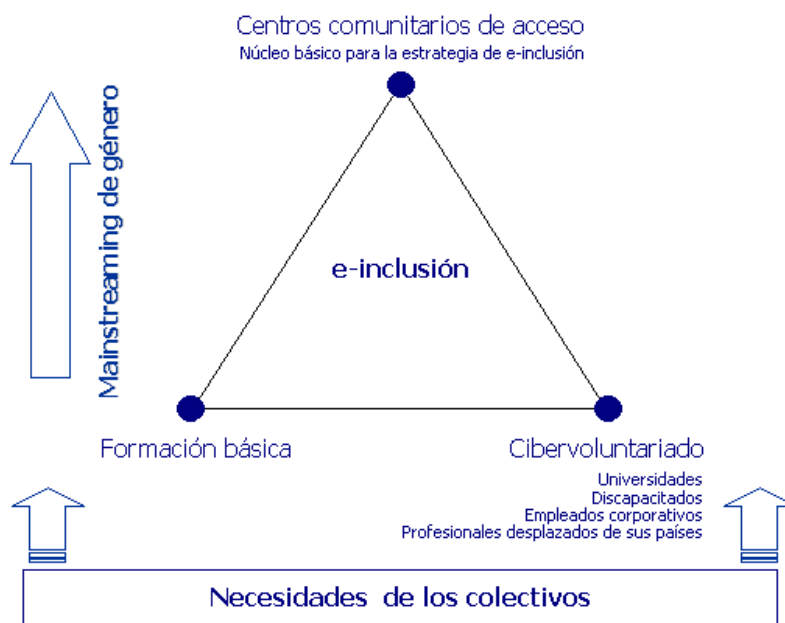 Centros comunitarios de acceso
Núcleo básico para la estrategia de e-inclusión
Mainstreaming de género
e-inclusión
Formación básica
Cibervoluntariado
Universidades
Discapacitados
Empleados corporativos
Profesionales desplazados de sus países
Necesidades de los colectivos